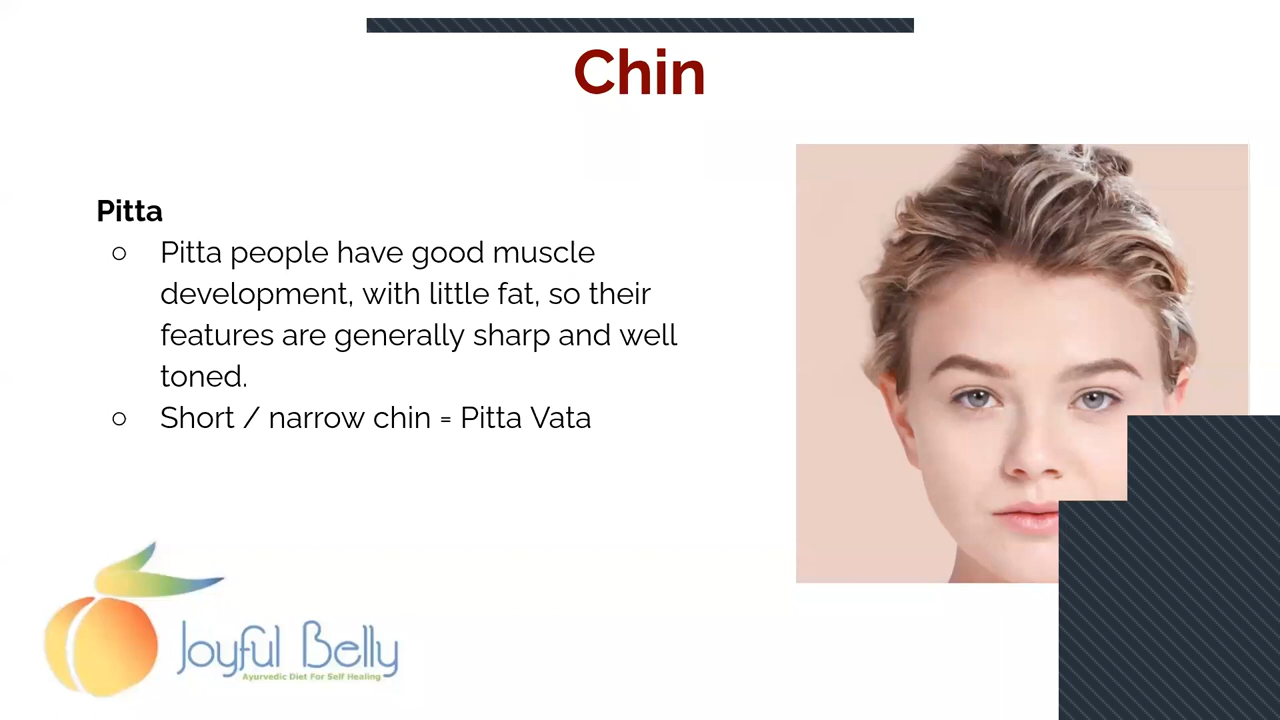 Chin
Pitta
○ Pitta people have good muscle
development, with little fat, so their
features are generally sharp and well
toned.
○ Short / narrow chin = Pitta Vata
Joyful Belly
Ayurvedic Diet For Self Healing